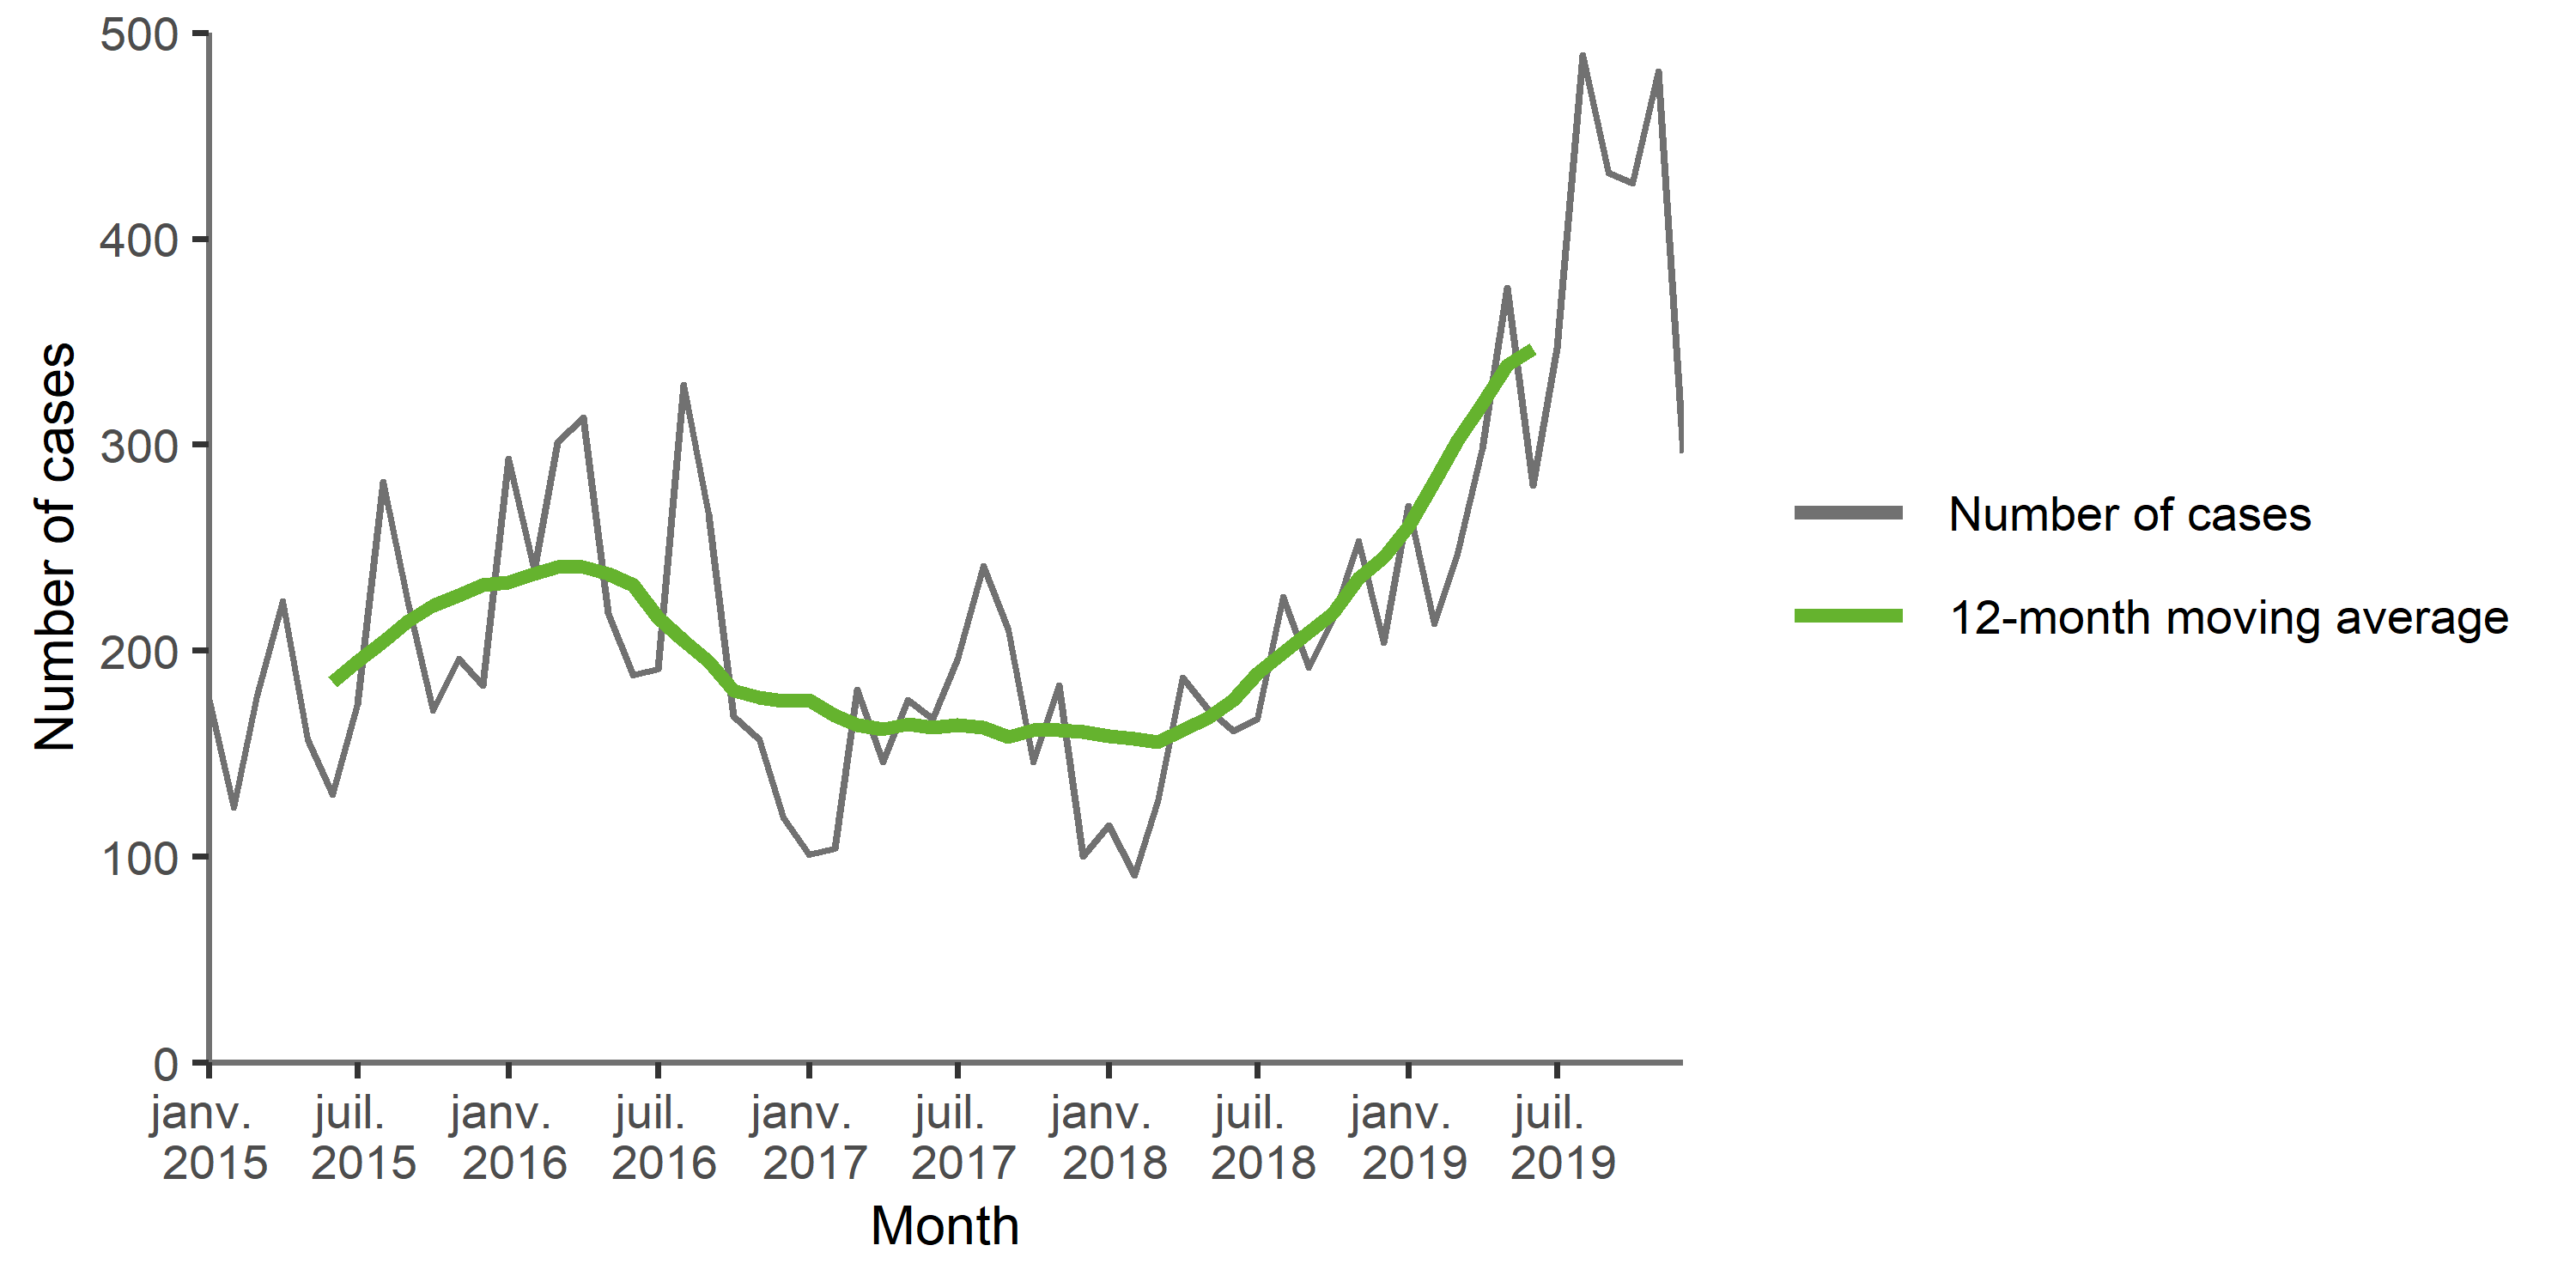 500
400
300
200
100
0
Number of cases
janv. juil. janv. juil. janv. juil. janv. juil. janv. juil.
2015 2015 2016 2016 2017 2017 2018 2018 2019 2019
Month
Number of cases
12-month moving average